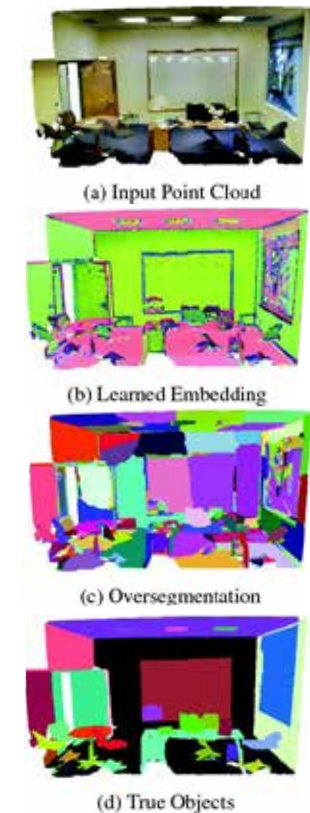 (a) Input Point Cloud
(b) Learned Embedding
(c) Oversegmentation
(d) True Objects